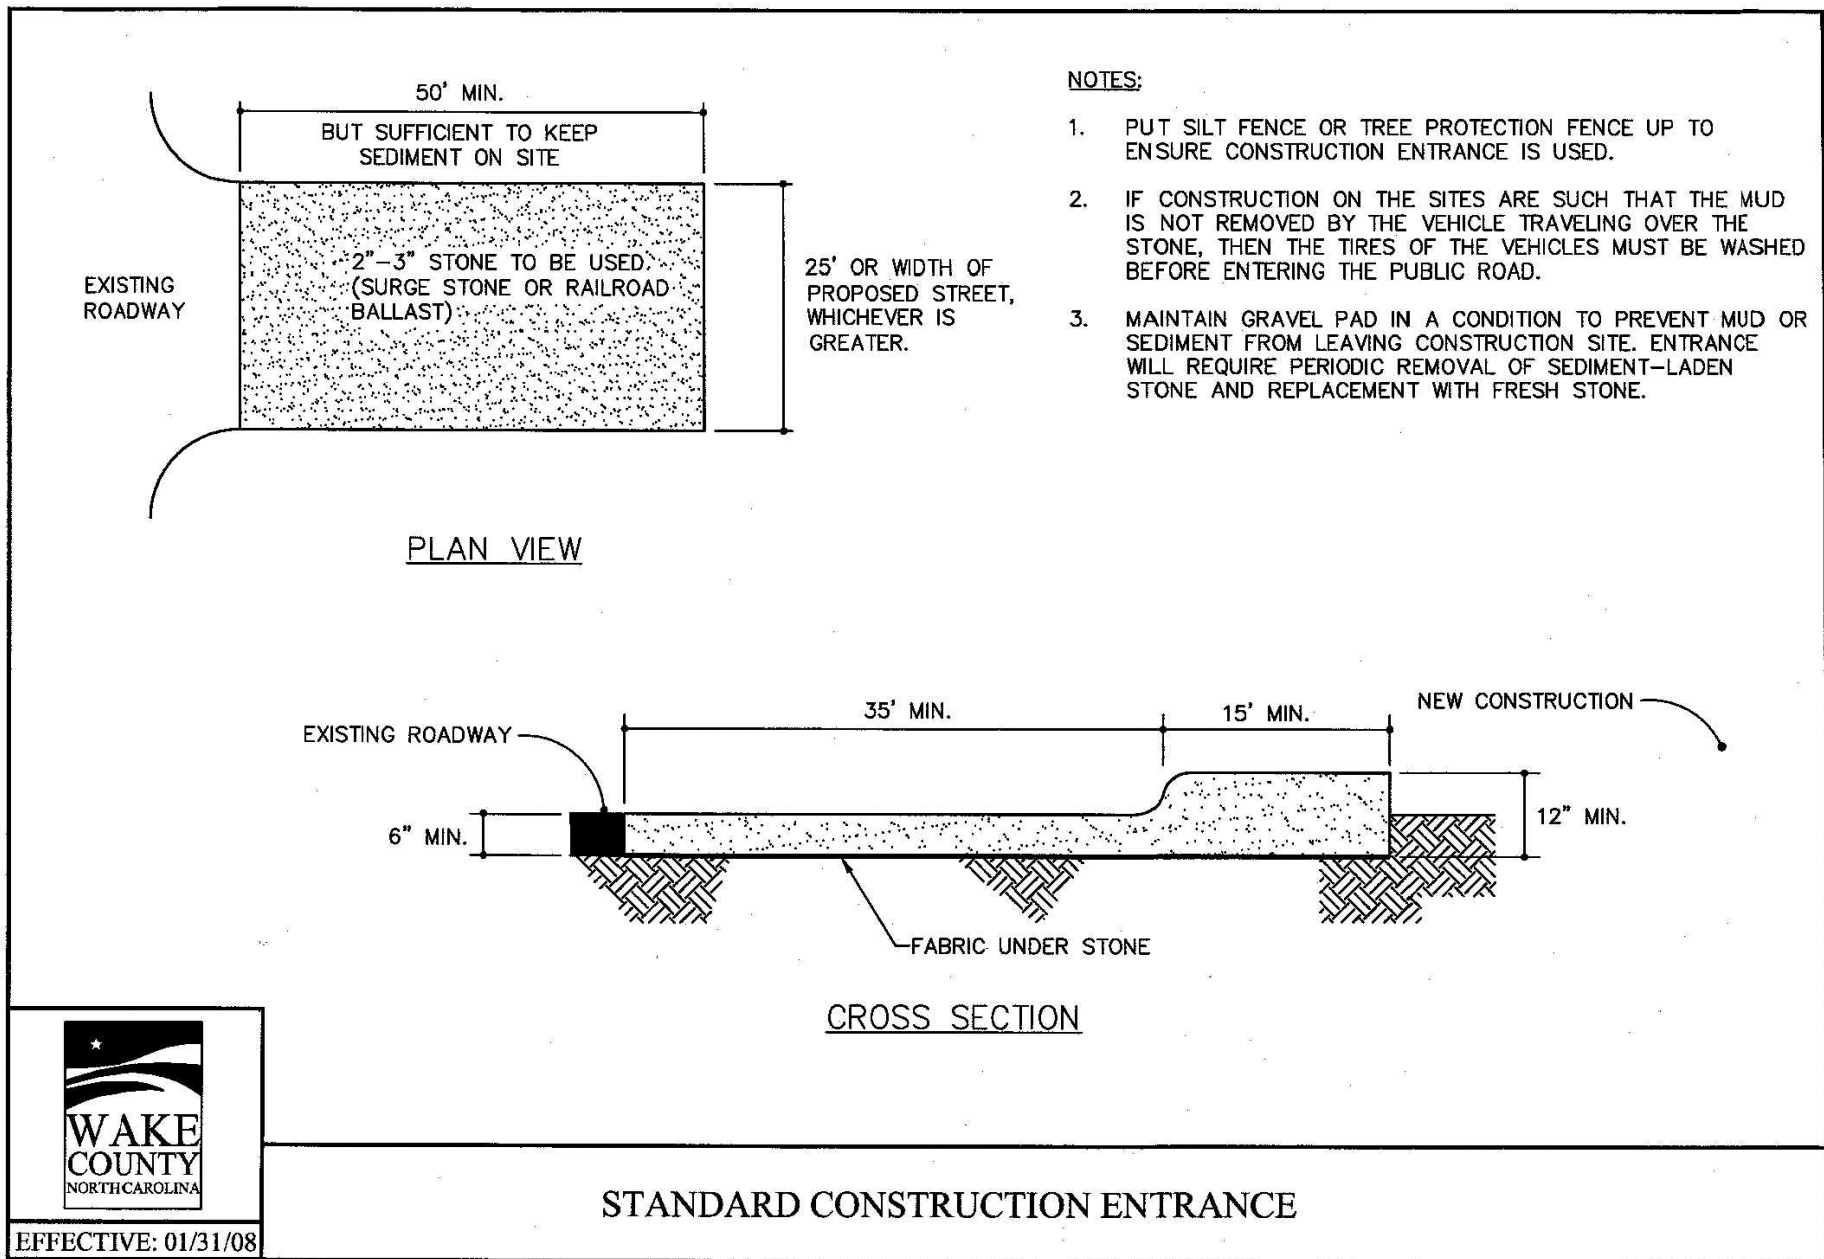 50' MIN.
BUT SUFFICIENT TO KEEP
SEDIMENT ON SITE
EXISTING
ROADWAY
2"-3" STONE TO BE USED.
(SURGE STONE OR RAILROAD
BALLAST)
25' OR WIDTH OF
PROPOSED STREET,
WHICHEVER IS
GREATER.
PLAN VIEW
NOTES:
1. PUT SILT FENCE OR TREE PROTECTION FENCE UP TO
ENSURE CONSTRUCTION ENTRANCE IS USED.
2. IF CONSTRUCTION ON THE SITES ARE SUCH THAT THE MUD
IS NOT REMOVED BY THE VEHICLE TRAVELING OVER THE
STONE, THEN THE TIRES OF THE VEHICLES MUST BE WASHED
BEFORE ENTERING THE PUBLIC ROAD.
3. MAINTAIN GRAVEL PAD IN A CONDITION TO PREVENT MUD OR
SEDIMENT FROM LEAVING CONSTRUCTION SITE. ENTRANCE
WILL REQUIRE PERIODIC REMOVAL OF SEDIMENT-LADEN
STONE AND REPLACEMENT WITH FRESH STONE.
EXISTING ROADWAY
35' MIN.
15' MIN.
NEW CONSTRUCTION
6" MIN.
12" MIN.
FABRIC UNDER STONE
CROSS SECTION
WAKE
COUNTY
NORTH CAROLINA
EFFECTIVE: 01/31/08
STANDARD CONSTRUCTION ENTRANCE